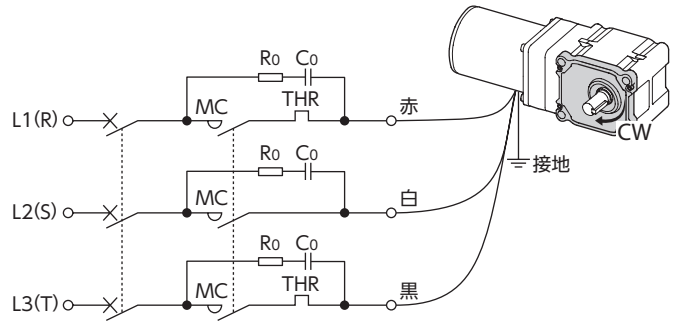 R0 C0
MC THR 赤
L1(R)
CW
接地
R0 C0
MC 白
L2(S)
R0 C0
MC THR 黒
L3(T)